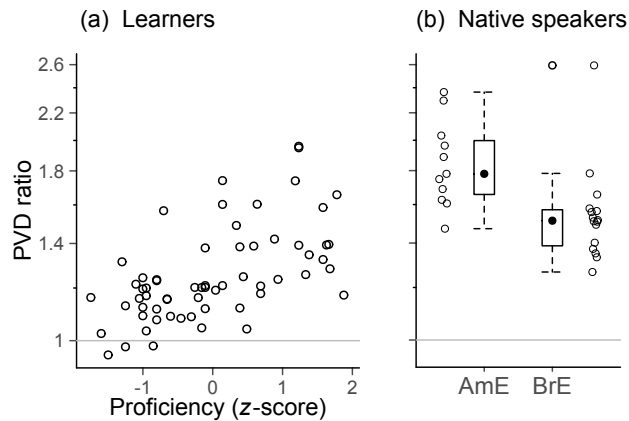 (a) Learners
(b) Native speakers
PVD ratio
2.6
2.2
1.8
1.4
1
-1
0
1
2
Proficiency (z-score)
AmE
BrE